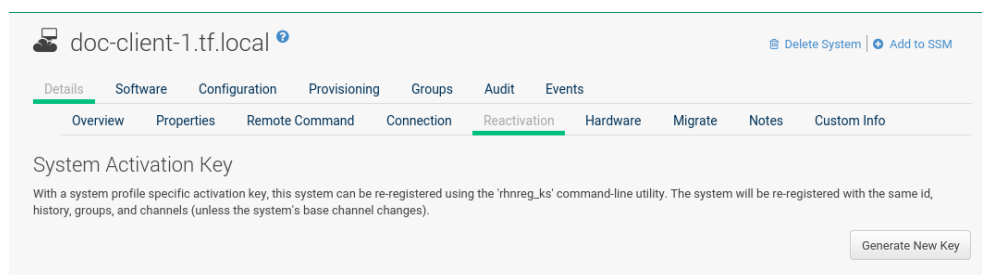 doc-client-1.tf.local ?
Delete System | Add to SSM
Details Software Configuration Provisioning Groups Audit Events
Overview Properties Remote Command Connection Reactivation Hardware Migrate Notes Custom Info
System Activation Key
With a system profile specific activation key, this system can be re-registered using the 'rhnreg_ks' command-line utility. The system will be re-registered with the same id,
history, groups, and channels (unless the system's base channel changes).
Generate New Key